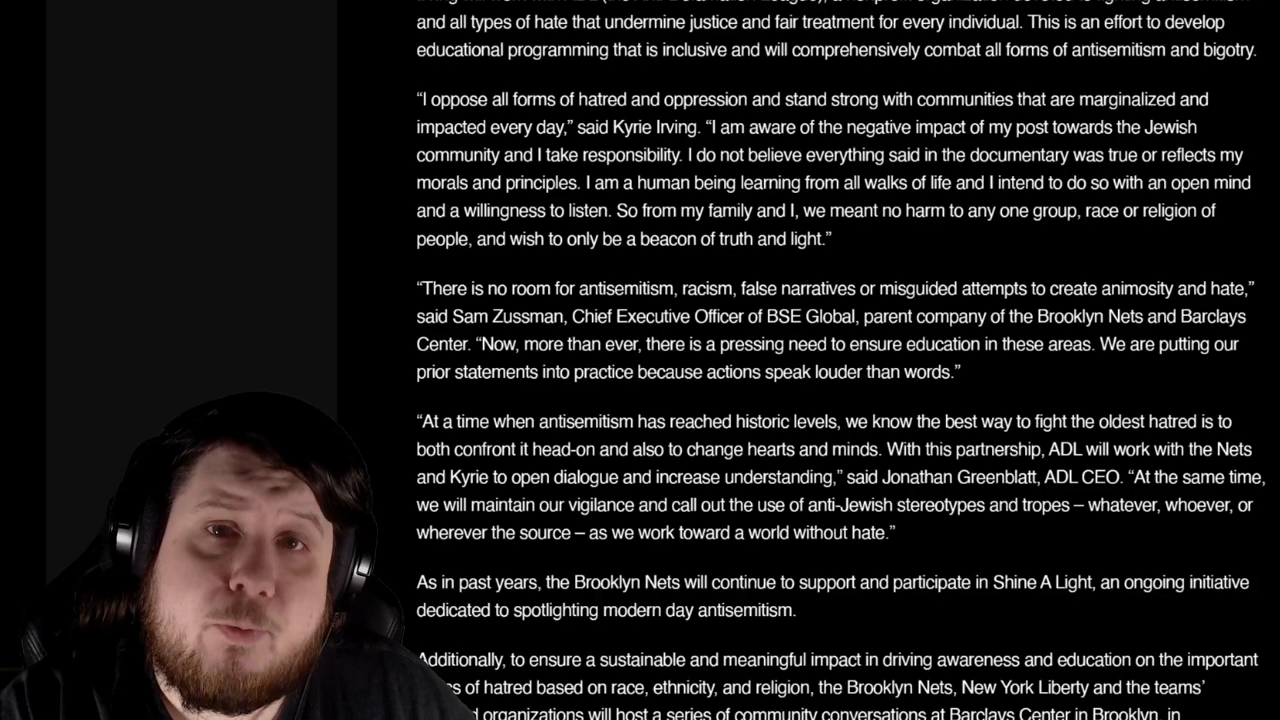 and all types of hate that undermine justice and fair treatment for every individual. This is an effort to develop
educational programming that is inclusive and will comprehensively combat all forms of antisemitism and bigotry.
“I oppose all forms of hatred and oppression and stand strong with communities that are marginalized and
impacted every day,” said Kyrie Irving. “I am aware of the negative impact of my post towards the Jewish
community and I take responsibility. I do not believe everything said in the documentary was true or reflects my
morals and principles. I am a human being learning from all walks of life and I intend to do so with an open mind
and a willingness to listen. So from my family and I, we meant no harm to any one group, race or religion of
people, and wish to only be a beacon of truth and light.”
“There is no room for antisemitism, racism, false narratives or misguided attempts to create animosity and hate,”
said Sam Zussman, Chief Executive Officer of BSE Global, parent company of the Brooklyn Nets and Barclays
Center. “Now, more than ever, there is a pressing need to ensure education in these areas. We are putting our
prior statements into practice because actions speak louder than words.”
“At a time when antisemitism has reached historic levels, we know the best way to fight the oldest hatred is to
both confront it head-on and also to change hearts and minds. With this partnership, ADL will work with the Nets
and Kyrie to open dialogue and increase understanding,” said Jonathan Greenblatt, ADL CEO. “At the same time,
we will maintain our vigilance and call out the use of anti-Jewish stereotypes and tropes – whatever, whoever, or
wherever the source – as we work toward a world without hate.”
As in past years, the Brooklyn Nets will continue to support and participate in Shine A Light, an ongoing initiative
dedicated to spotlighting modern day antisemitism.
Additionally, to ensure a sustainable and meaningful impact in driving awareness and education on the important
of hatred based on race, ethnicity, and religion, the Brooklyn Nets, New York Liberty and the teams’
organizations will host a series of community conversations at Barclays Center in Brooklyn, in